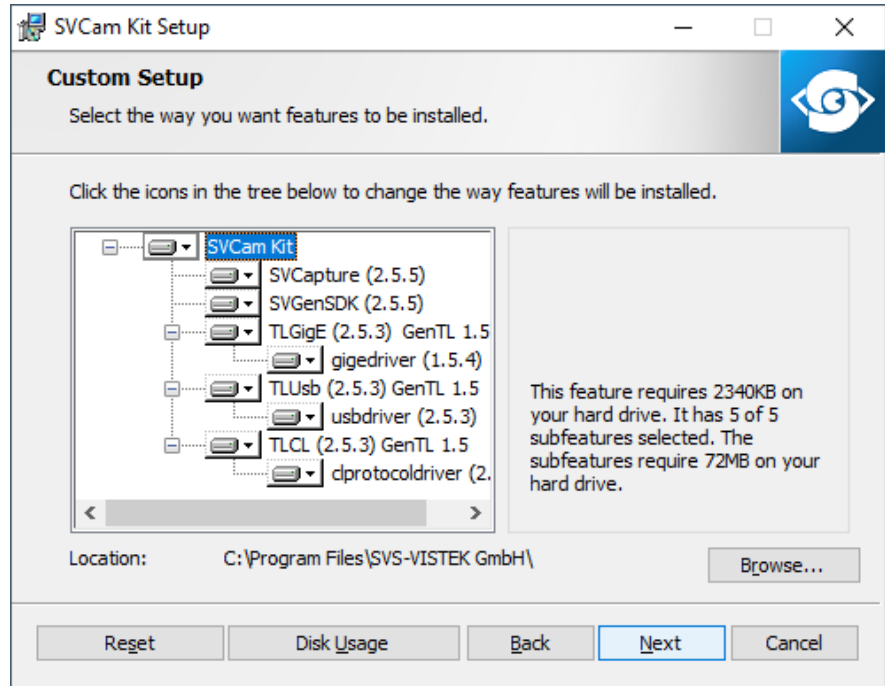 SVCam Kit Setup
Custom Setup
Select the way you want features to be installed.
Click the icons in the tree below to change the way features will be installed.
SVCam Kit
SVCapture (2.5.5)
SVGenSDK (2.5.5)
TLGigE (2.5.3)  GenTL 1.5
gigedriver (1.5.4)
TLUsb (2.5.3) GenTL 1.5
usbdriver (2.5.3)
TLCL (2.5.3) GenTL 1.5
clprotocoldriver (2.
This feature requires 2340KB on
your hard drive. It has 5 of 5
subfeatures selected. The
subfeatures require 72MB on your
hard drive.
Location: C:\Program Files\SVS-VISTEK GmbH\
Browse...
Reset Disk Usage Back Next Cancel